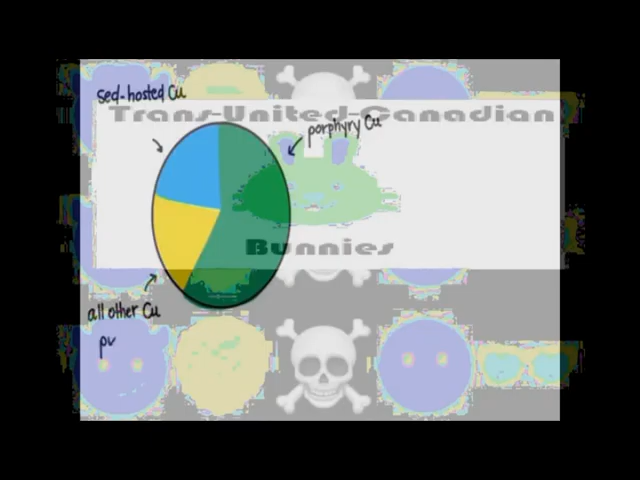 sed-hosted Cu
Trans-United-Canadian
porphyry Cu
Bunnies
all other Cu
pv